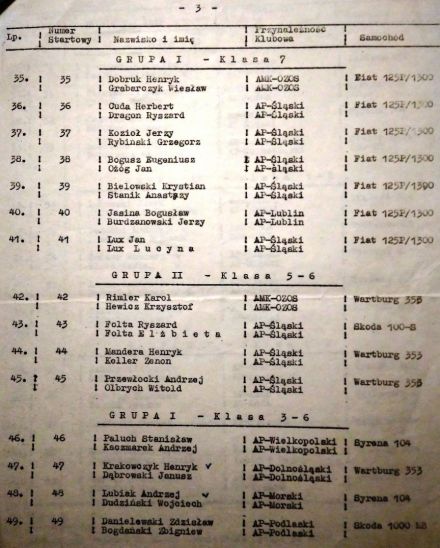 - 3 -
Lp. Numer Startowy Nazwisko i imię Przynależność Klubowa Samochod
GRUPA I - Klasa 7
35. 35 Dobruk Henryk AMK-OZOS Fiat 125P/1300
Grabarczyk Wiesław AMK-OZOS
36. 36 Cuda Herbert AP-Śląski Fiat 125P/1300
Dragon Ryszard AP-Śląski
37. 37 Kozioł Jerzy AP-Śląski Fiat 125P/1300
Rybinski Grzegorz AP-Śląski
38. 38 Bogusz Eugeniusz AP-Śląski Fiat 125P/1300
Ożóg Jan AP-Śląski
39. 39 Bielowski Krystian AP-Śląski Fiat 125P/1300
Stanik Anastazy AP-Śląski
40. 40 Jasina Bogusław AP-Lublin Fiat 125P/1300
Burdzanowski Jerzy AP-Lublin
41. 41 Lux Jan AP-Śląski Fiat 125P/1300
Lux Lucyna AP-Śląski
GRUPA II - Klasa 5-6
42. 42 Rimler Karol AMK-OZOS Wartburg 353
Hewicz Krzysztof AMK-OZOS
43. 43 Folta Ryszard AP-Śląski Skoda 100-S
Folta Elżbieta AP-Śląski
44. 44 Mandera Henryk AP-Śląski Wartburg 353
Keller Zenon AP-Śląski
45. 45 Przewłocki Andrzej AP-Śląski Wartburg 353
Olbrych Witold AP-Śląski
GRUPA I - Klasa 3-6
46. 46 Paluch Stanisław AP-Wielkopolski Syrena 104
Kaczmarek Andrzej AP-Wielkopolski
47. 47 Krakowczyk Henryk AP-Dolnośląski Wartburg 353
Dąbrowski Janusz AP-Dolnośląski
48. 48 Lubiak Andrzej AP-Morski Syrena 104
Dudziński Wojciech AP-Morski
49. 49 Danielewski Zdzisław AP-Podlaski Skoda 1000
Bogdański Zbigniew AP-Podlaski